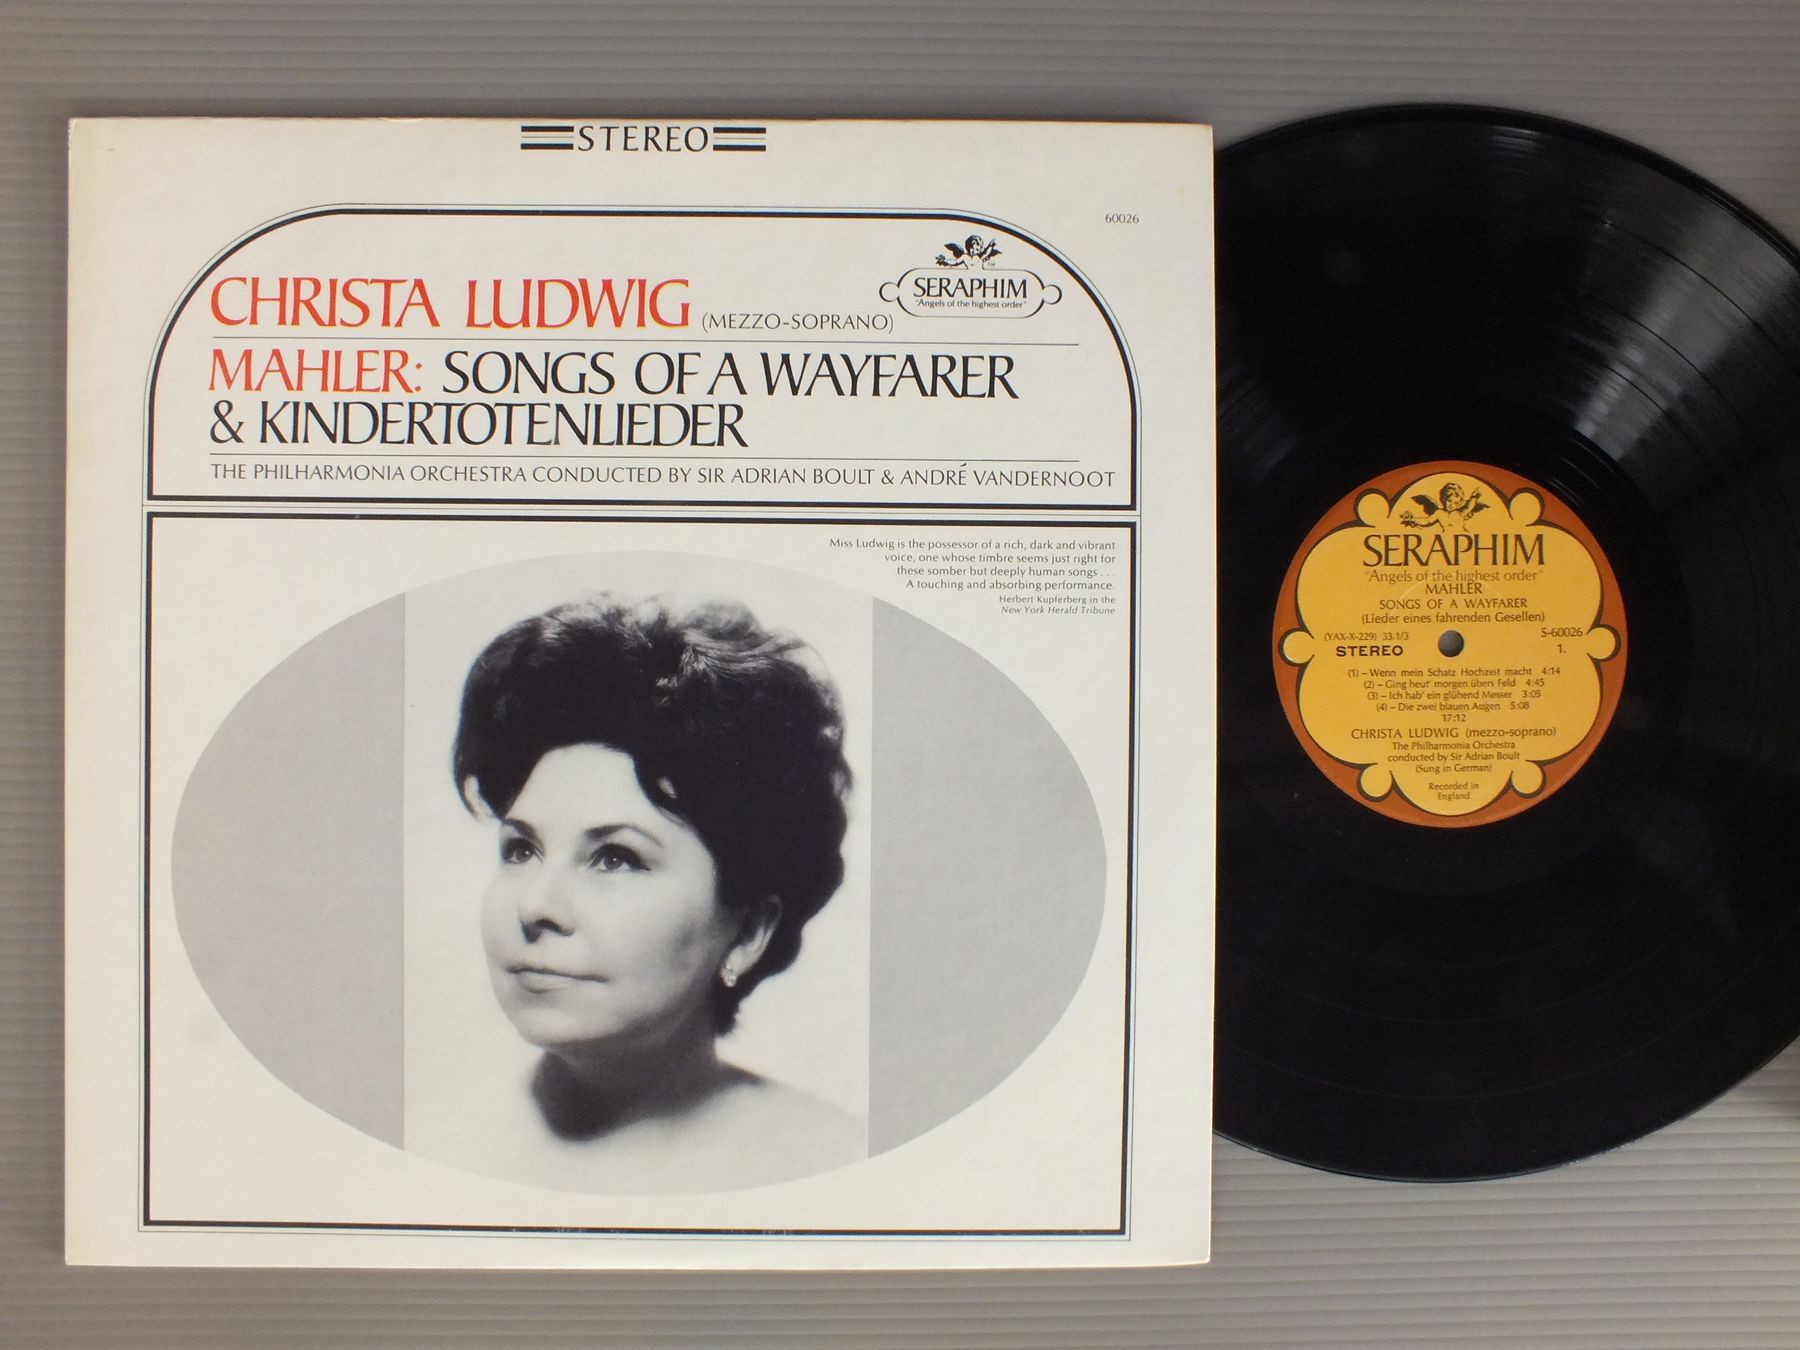 STEREO
60026
SERAPHIM
"Angels of the highest order"
CHRISTA LUDWIG (MEZZO-SOPRANO)
MAHLER: SONGS OF A WAYFARER
& KINDERTOTENLIEDER
THE PHILHARMONIA ORCHESTRA CONDUCTED BY SIR ADRIAN BOULT & ANDRÉ VANDERNOOT
Miss Ludwig is the possessor of a rich, dark and vibrant
voice, one whose timbre seems just right for
these somber but deeply human songs . . .
A touching and absorbing performance.
Herbert Kupferberg in the
New York Herald Tribune
SERAPHIM
"Angels of the highest order"
MAHLER
SONGS OF A WAYFARER
(Lieder eines fahrenden Gesellen)
(YAX-X-229) 33.1/3 S-60026
STEREO 1.
(1) – Wenn mein Schatz Hochzeit macht 4:14
(2) – Ging heut' morgen übers Feld 4:45
(3) – Ich hab' ein glühend Messer 3:05
(4) – Die zwei blauen Augen 5:08
17:12
CHRISTA LUDWIG (mezzo-soprano)
The Philharmonia Orchestra
conducted by Sir Adrian Boult
(Sung in German)
Recorded in
England